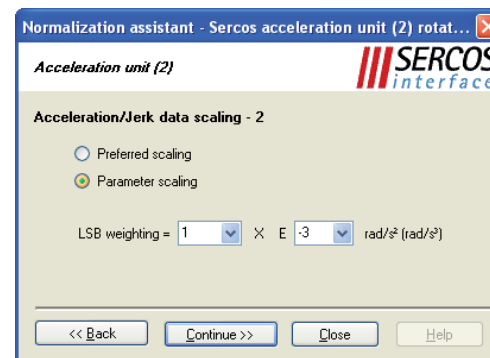 Normalization assistant - Sercos acceleration unit (2) rotat...
Acceleration unit (2)
SERCOS
interface
Acceleration/Jerk data scaling - 2
Preferred scaling
Parameter scaling
LSB weighting = 1 X E -3 rad/s² (rad/s³)
<< Back Continue >> Close Help